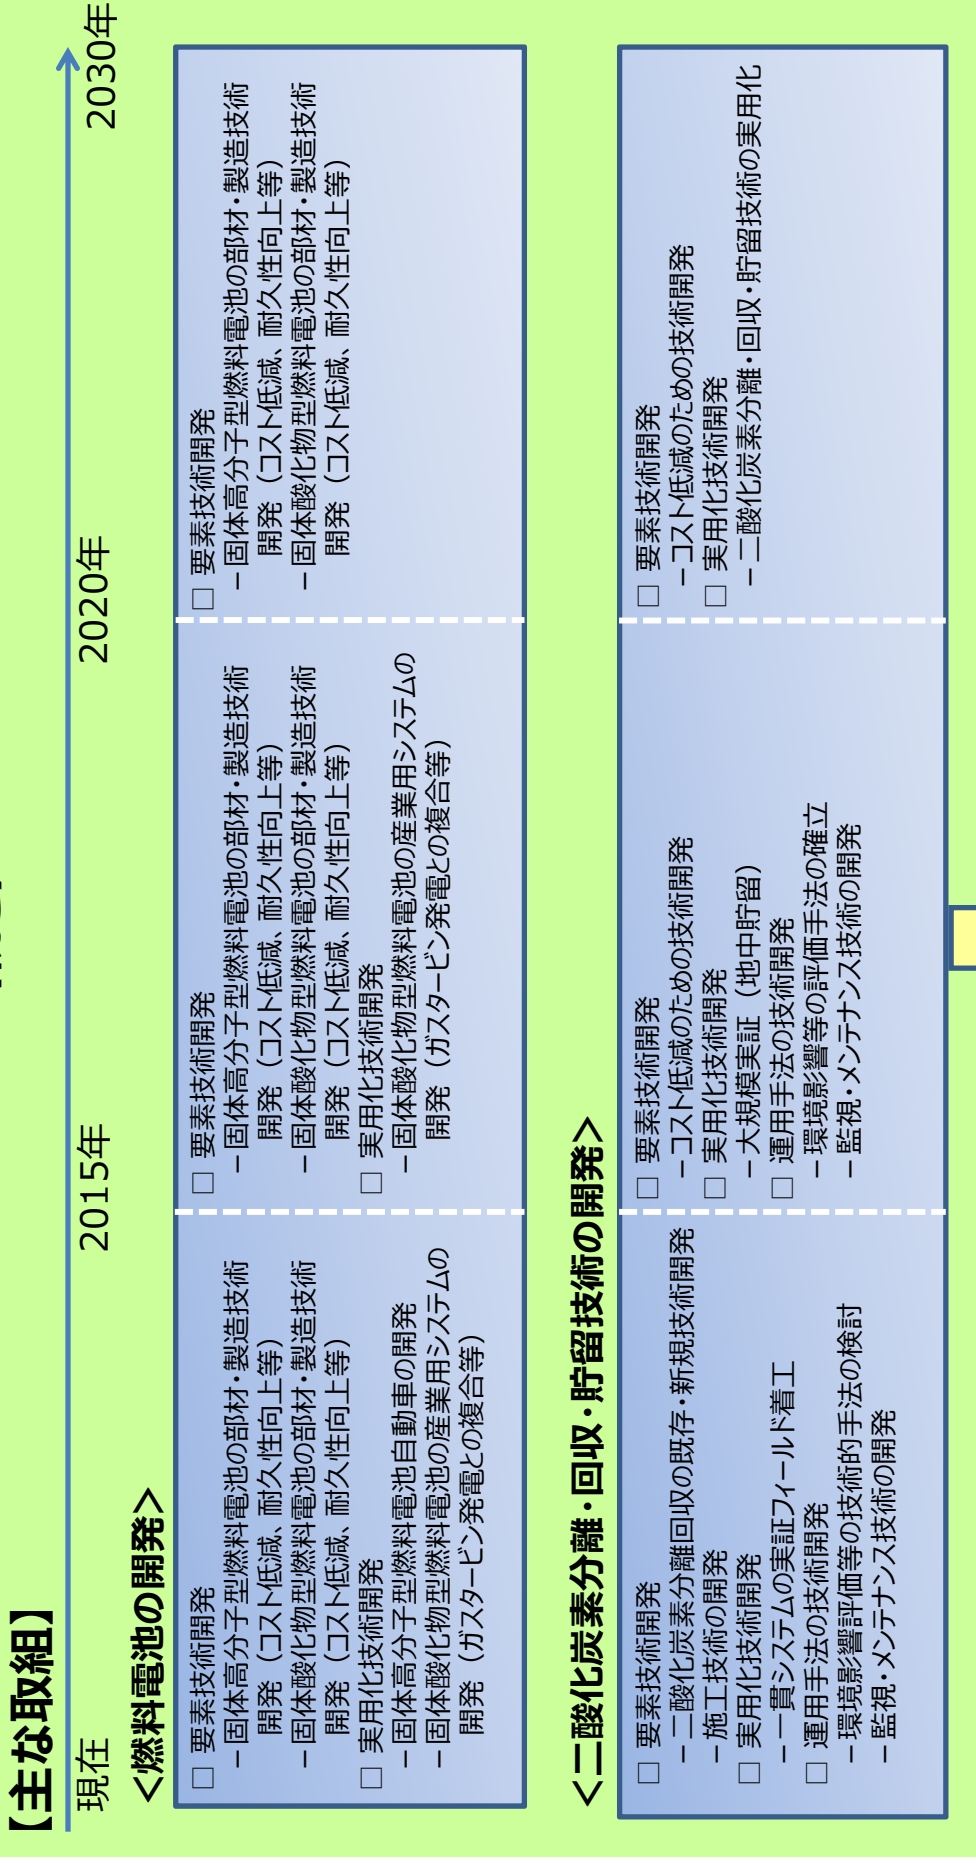 【主な取組】
現在
2015年
2020年
2030年
＜燃料電池の開発＞
□ 要素技術開発
－固体高分子型燃料電池の部材・製造技術
開発（コスト低減、耐久性向上等）
－固体酸化物型燃料電池の部材・製造技術
開発（コスト低減、耐久性向上等）
□ 実用化技術開発
－固体高分子型燃料電池自動車の開発
－固体酸化物型燃料電池の産業用システムの
開発（ガスタービン発電との複合等）
□ 要素技術開発
－固体高分子型燃料電池の部材・製造技術
開発（コスト低減、耐久性向上等）
－固体酸化物型燃料電池の部材・製造技術
開発（コスト低減、耐久性向上等）
□ 実用化技術開発
－固体酸化物型燃料電池の産業用システムの
開発（ガスタービン発電との複合等）
□ 要素技術開発
－固体高分子型燃料電池の部材・製造技術
開発（コスト低減、耐久性向上等）
－固体酸化物型燃料電池の部材・製造技術
開発（コスト低減、耐久性向上等）
＜二酸化炭素分離・回収・貯留技術の開発＞
□ 要素技術開発
－二酸化炭素分離回収の既存・新規技術開発
－施工技術の開発
□ 実用化技術開発
－一貫システムの実証フィールド着工
□ 運用手法の技術開発
－環境影響評価等の技術的手法の検討
－監視・メンテナンス技術の開発
□ 要素技術開発
－コスト低減のための技術開発
□ 実用化技術開発
－大規模実証（地中貯留）
□ 運用手法の技術開発
－環境影響等の評価手法の確立
－監視・メンテナンス技術の開発
□ 要素技術開発
－コスト低減のための技術開発
□ 実用化技術開発
－二酸化炭素分離・回収・貯留技術の実用化